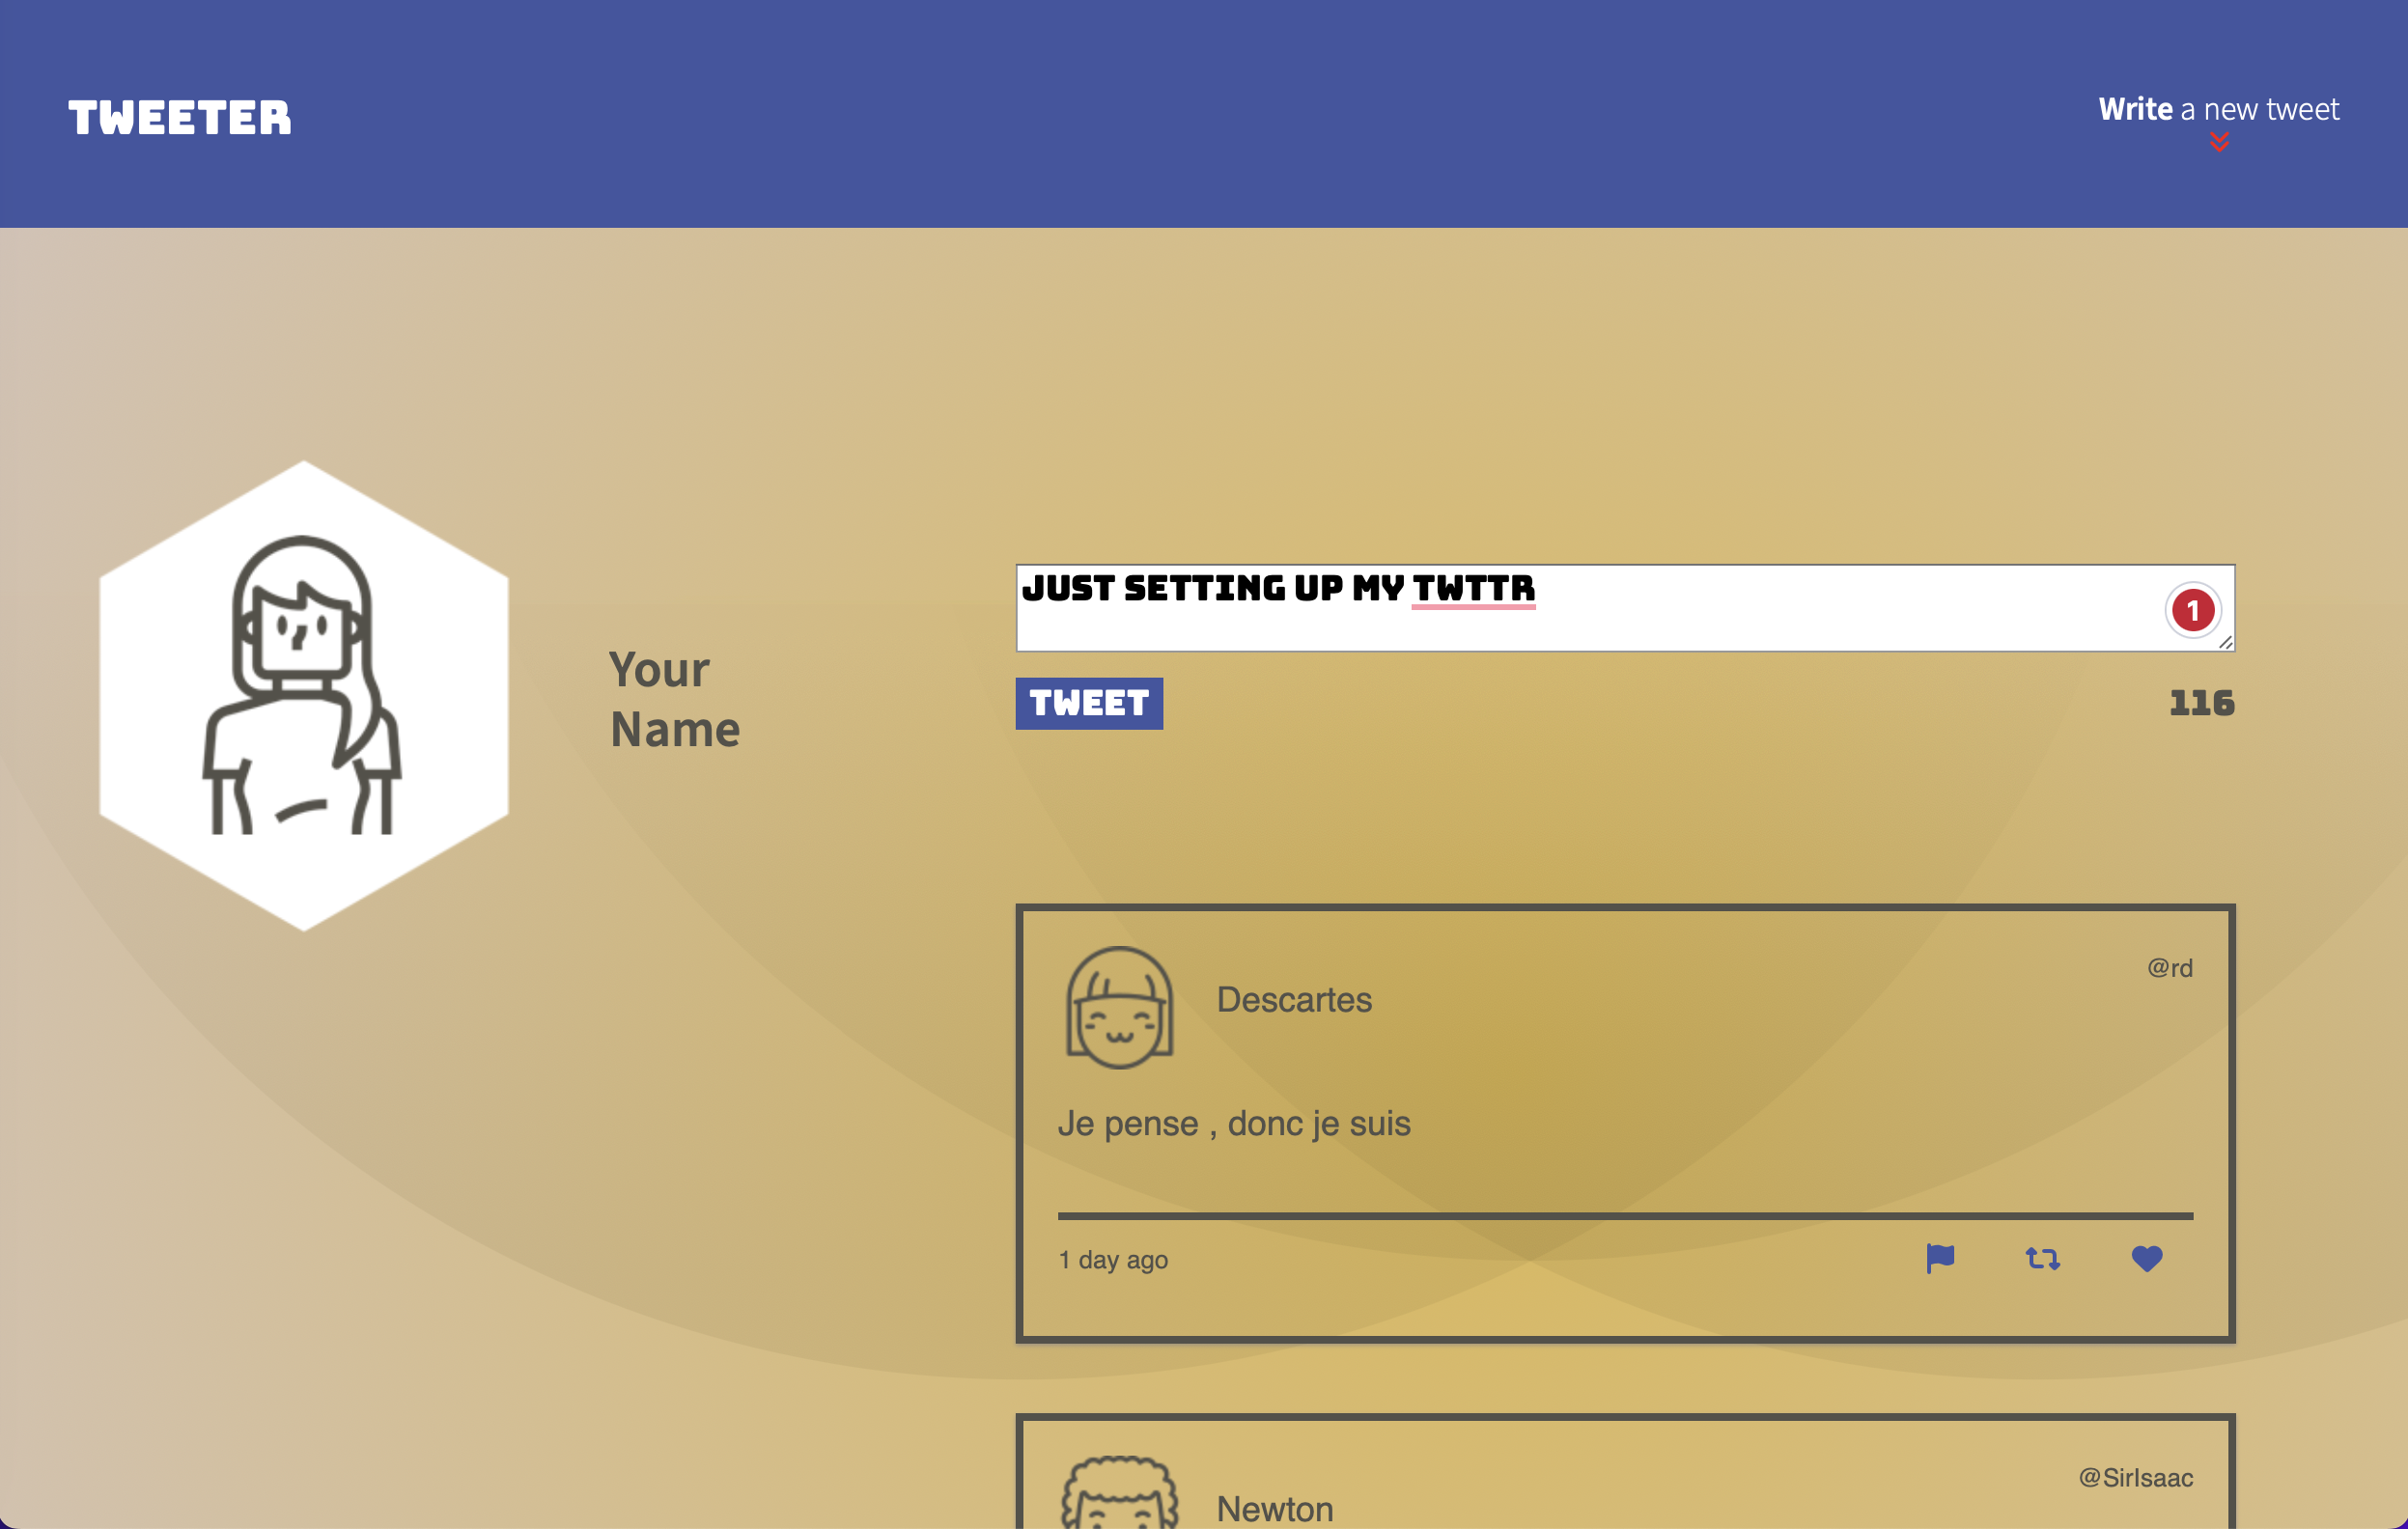 TWEETER
Write a new tweet
Your
Name
JUST SETTING UP MY TWTTR
1
TWEET
116
Descartes
@rd
Je pense , donc je suis
1 day ago
Newton
@SirIsaac